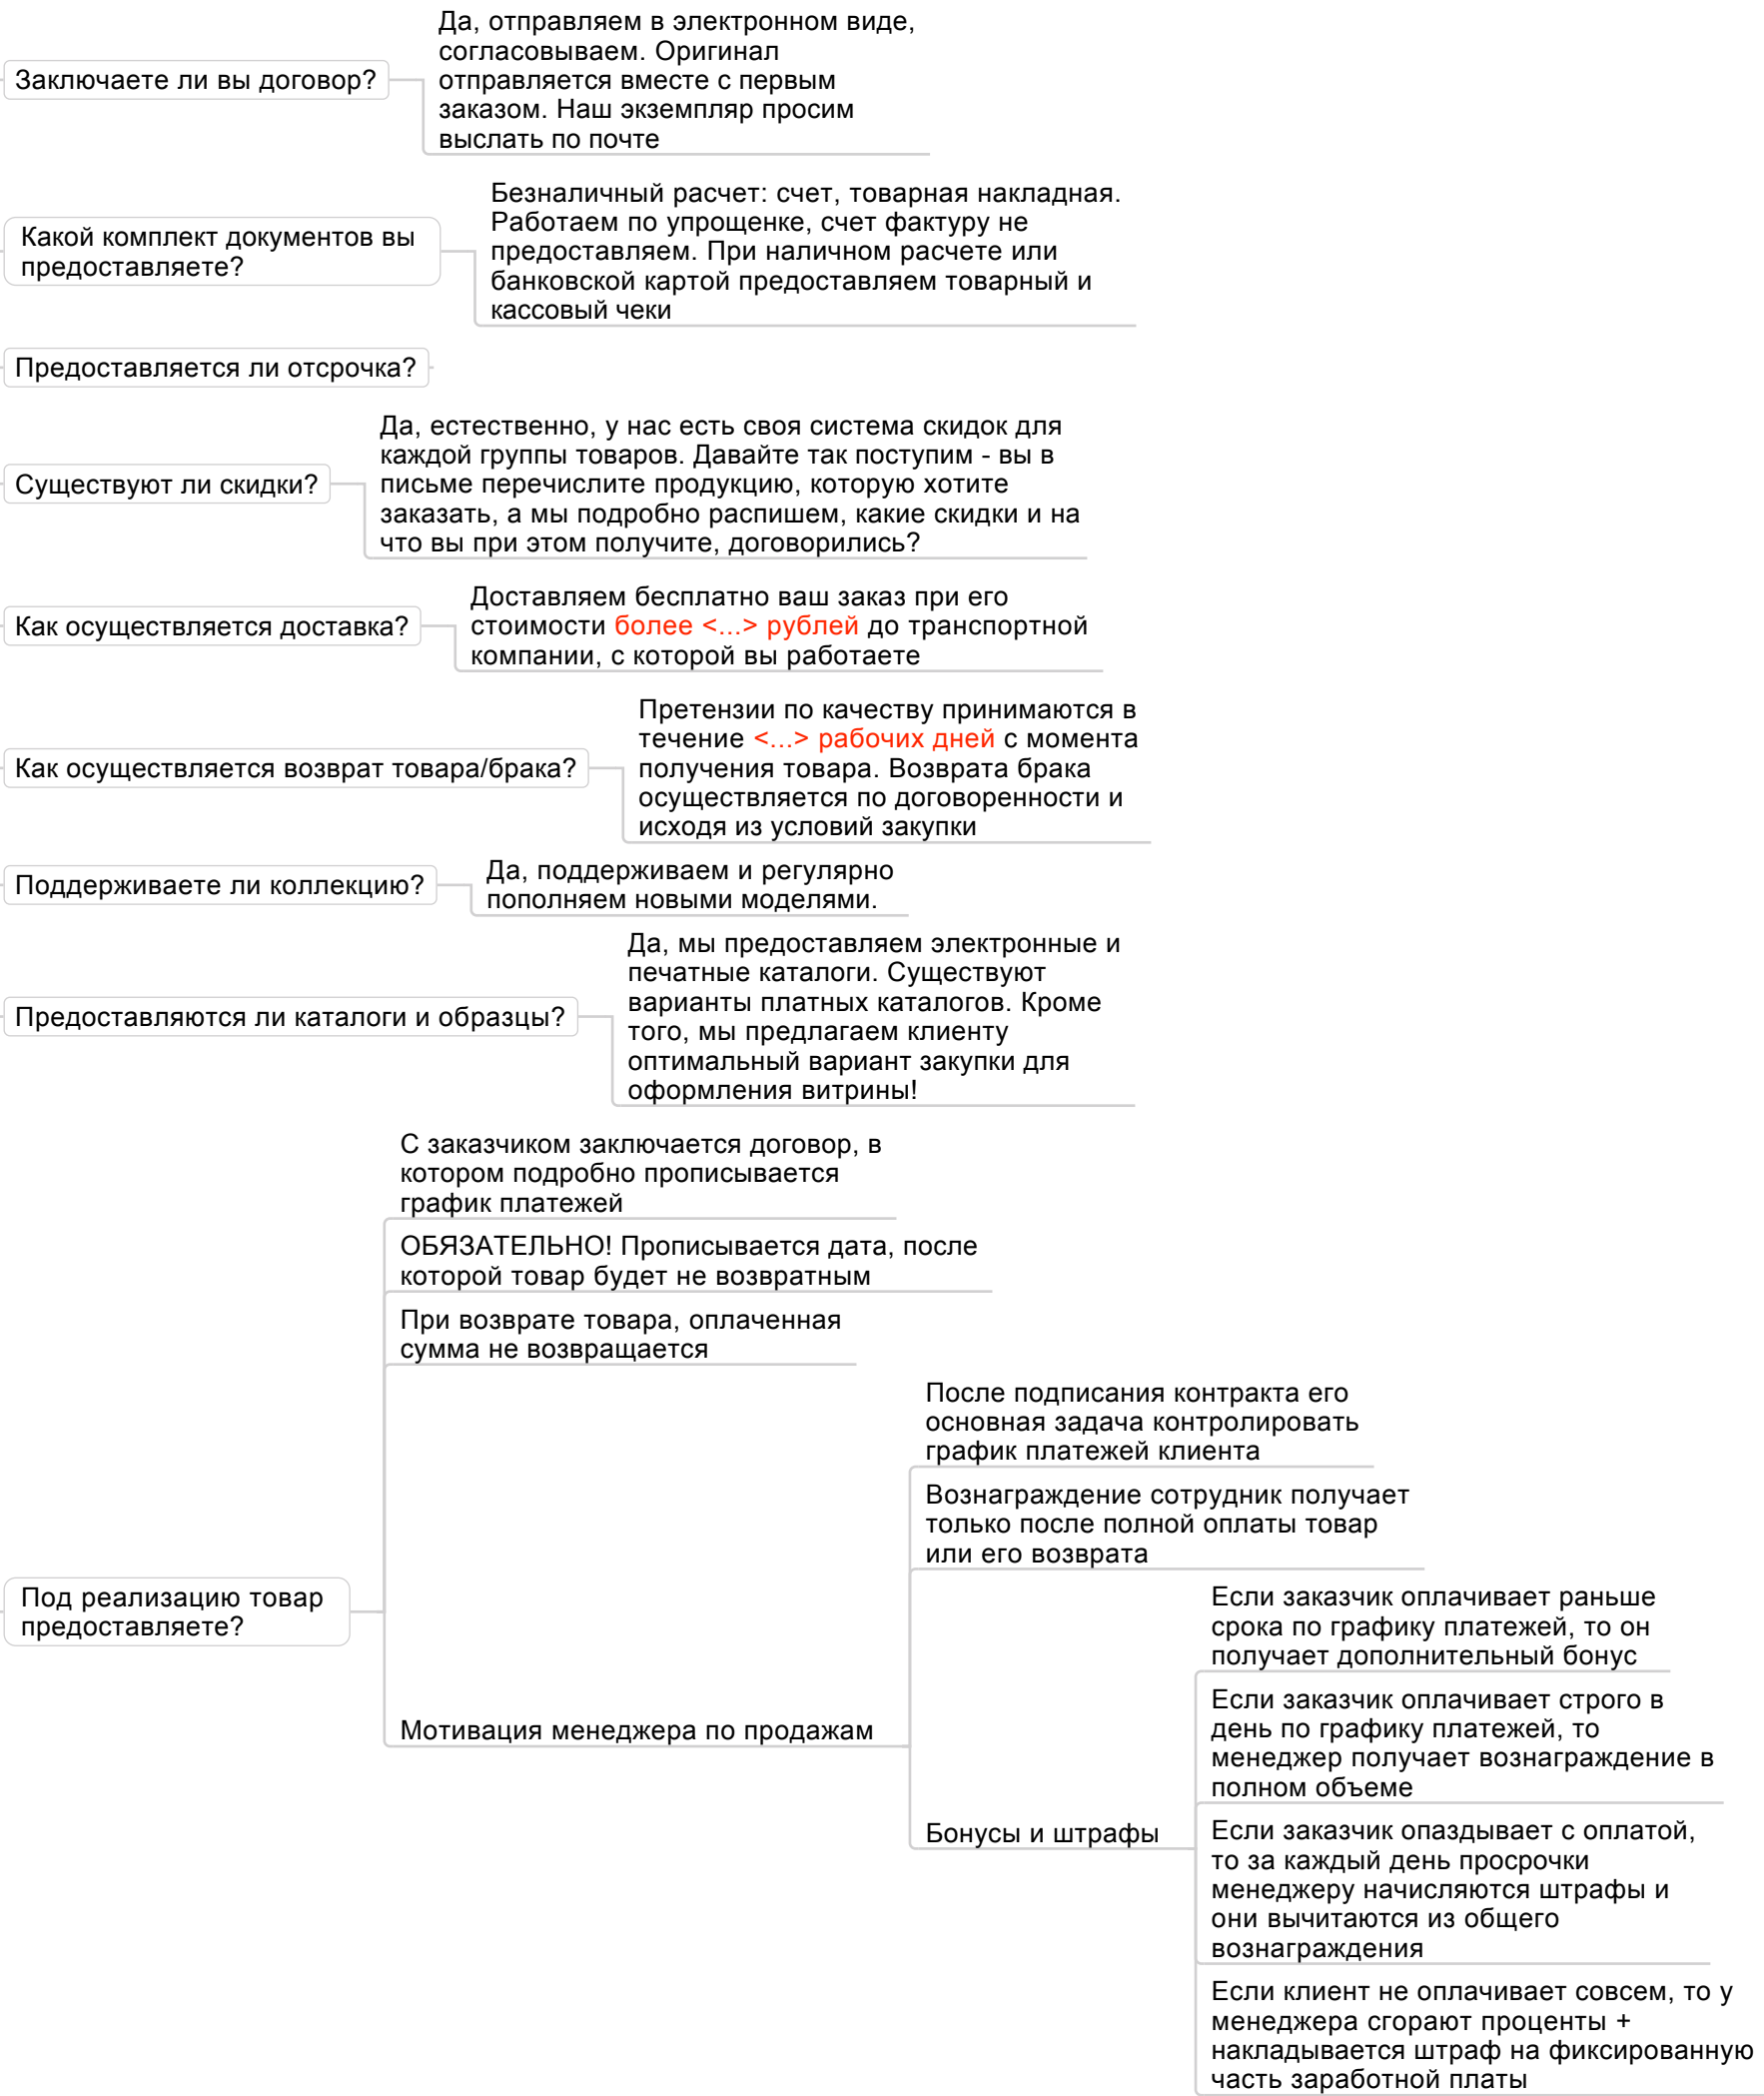 Да, отправляем в электронном виде,
согласовываем. Оригинал
отправляется вместе с первым
заказом. Наш экземпляр просим
выслать по почте
Заключаете ли вы договор?
Безналичный расчет: счет, товарная накладная.
Работаем по упрощенке, счет фактуру не
предоставляем. При наличном расчете или
банковской картой предоставляем товарный и
кассовый чеки
Какой комплект документов вы
предоставляете?
Предоставляется ли отсрочка?
Да, естественно, у нас есть своя система скидок для
каждой группы товаров. Давайте так поступим - вы в
письме перечислите продукцию, которую хотите
заказать, а мы подробно распишем, какие скидки и на
что вы при этом получите, договорились?
Существуют ли скидки?
Доставляем бесплатно ваш заказ при его
стоимости более <...> рублей до транспортной
компании, с которой вы работаете
Как осуществляется доставка?
Претензии по качеству принимаются в
течение <...> рабочих дней с момента
получения товара. Возврата брака
осуществляется по договоренности и
исходя из условий закупки
Как осуществляется возврат товара/брака?
Да, поддерживаем и регулярно
пополняем новыми моделями.
Поддерживаете ли коллекцию?
Да, мы предоставляем электронные и
печатные каталоги. Существуют
варианты платных каталогов. Кроме
того, мы предлагаем клиенту
оптимальный вариант закупки для
оформления витрины!
Предоставляются ли каталоги и образцы?
С заказчиком заключается договор, в
котором подробно прописывается
график платежей
ОБЯЗАТЕЛЬНО! Прописывается дата, после
которой товар будет не возвратным
При возврате товара, оплаченная
сумма не возвращается
После подписания контракта его
основная задача контролировать
график платежей клиента
Вознаграждение сотрудник получает
только после полной оплаты товар
или его возврата
Под реализацию товар
предоставляете?
Если заказчик оплачивает раньше
срока по графику платежей, то он
получает дополнительный бонус
Мотивация менеджера по продажам
Если заказчик оплачивает строго в
день по графику платежей, то
менеджер получает вознаграждение в
полном объеме
Бонусы и штрафы
Если заказчик опаздывает с оплатой,
то за каждый день просрочки
менеджеру начисляются штрафы и
они вычитаются из общего
вознаграждения
Если клиент не оплачивает совсем, то у
менеджера сгорают проценты +
накладывается штраф на фиксированную
часть заработной платы